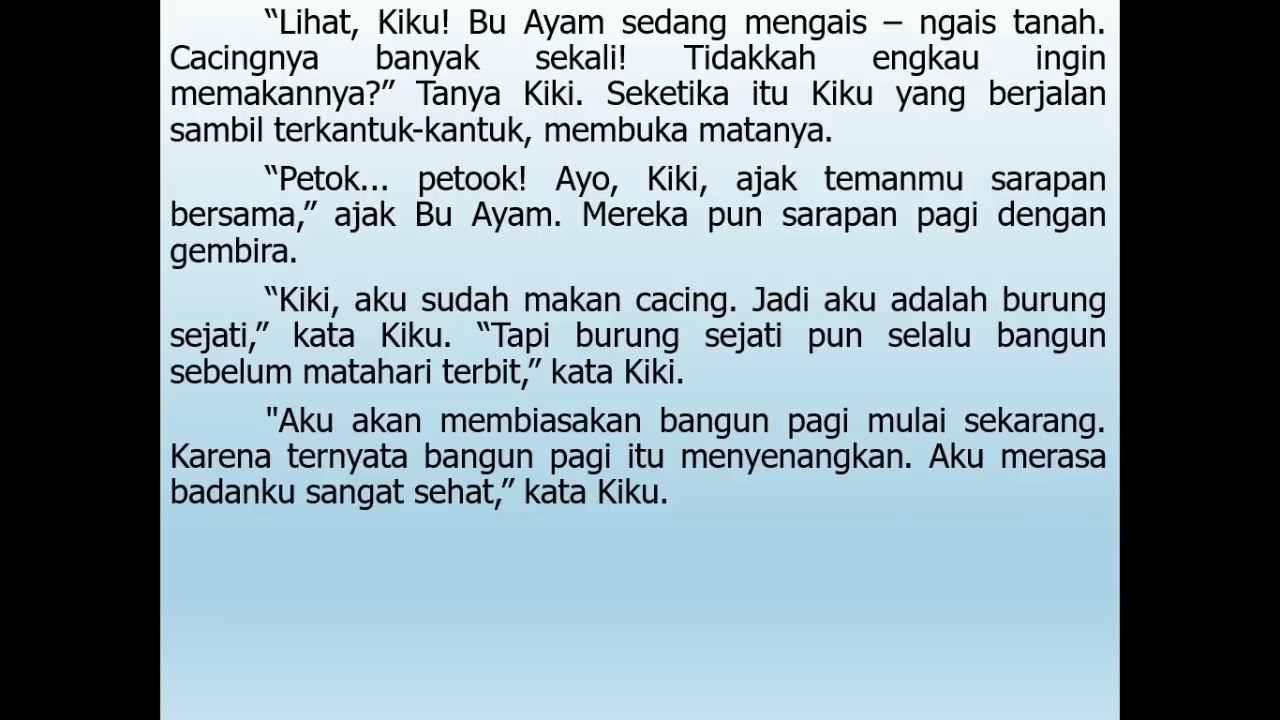 “Lihat, Kiku! Bu Ayam sedang mengais – ngais tanah.
Cacingnya banyak sekali! Tidakkah engkau ingin
memakannya?” Tanya Kiki. Seketika itu Kiku yang berjalan
sambil terkantuk-kantuk, membuka matanya.
“Petok... petook! Ayo, Kiki, ajak temanmu sarapan
bersama,” ajak Bu Ayam. Mereka pun sarapan pagi dengan
gembira.
“Kiki, aku sudah makan cacing. Jadi aku adalah burung
sejati,” kata Kiku. “Tapi burung sejati pun selalu bangun
sebelum matahari terbit,” kata Kiki.
"Aku akan membiasakan bangun pagi mulai sekarang.
Karena ternyata bangun pagi itu menyenangkan. Aku merasa
badanku sangat sehat,” kata Kiku.